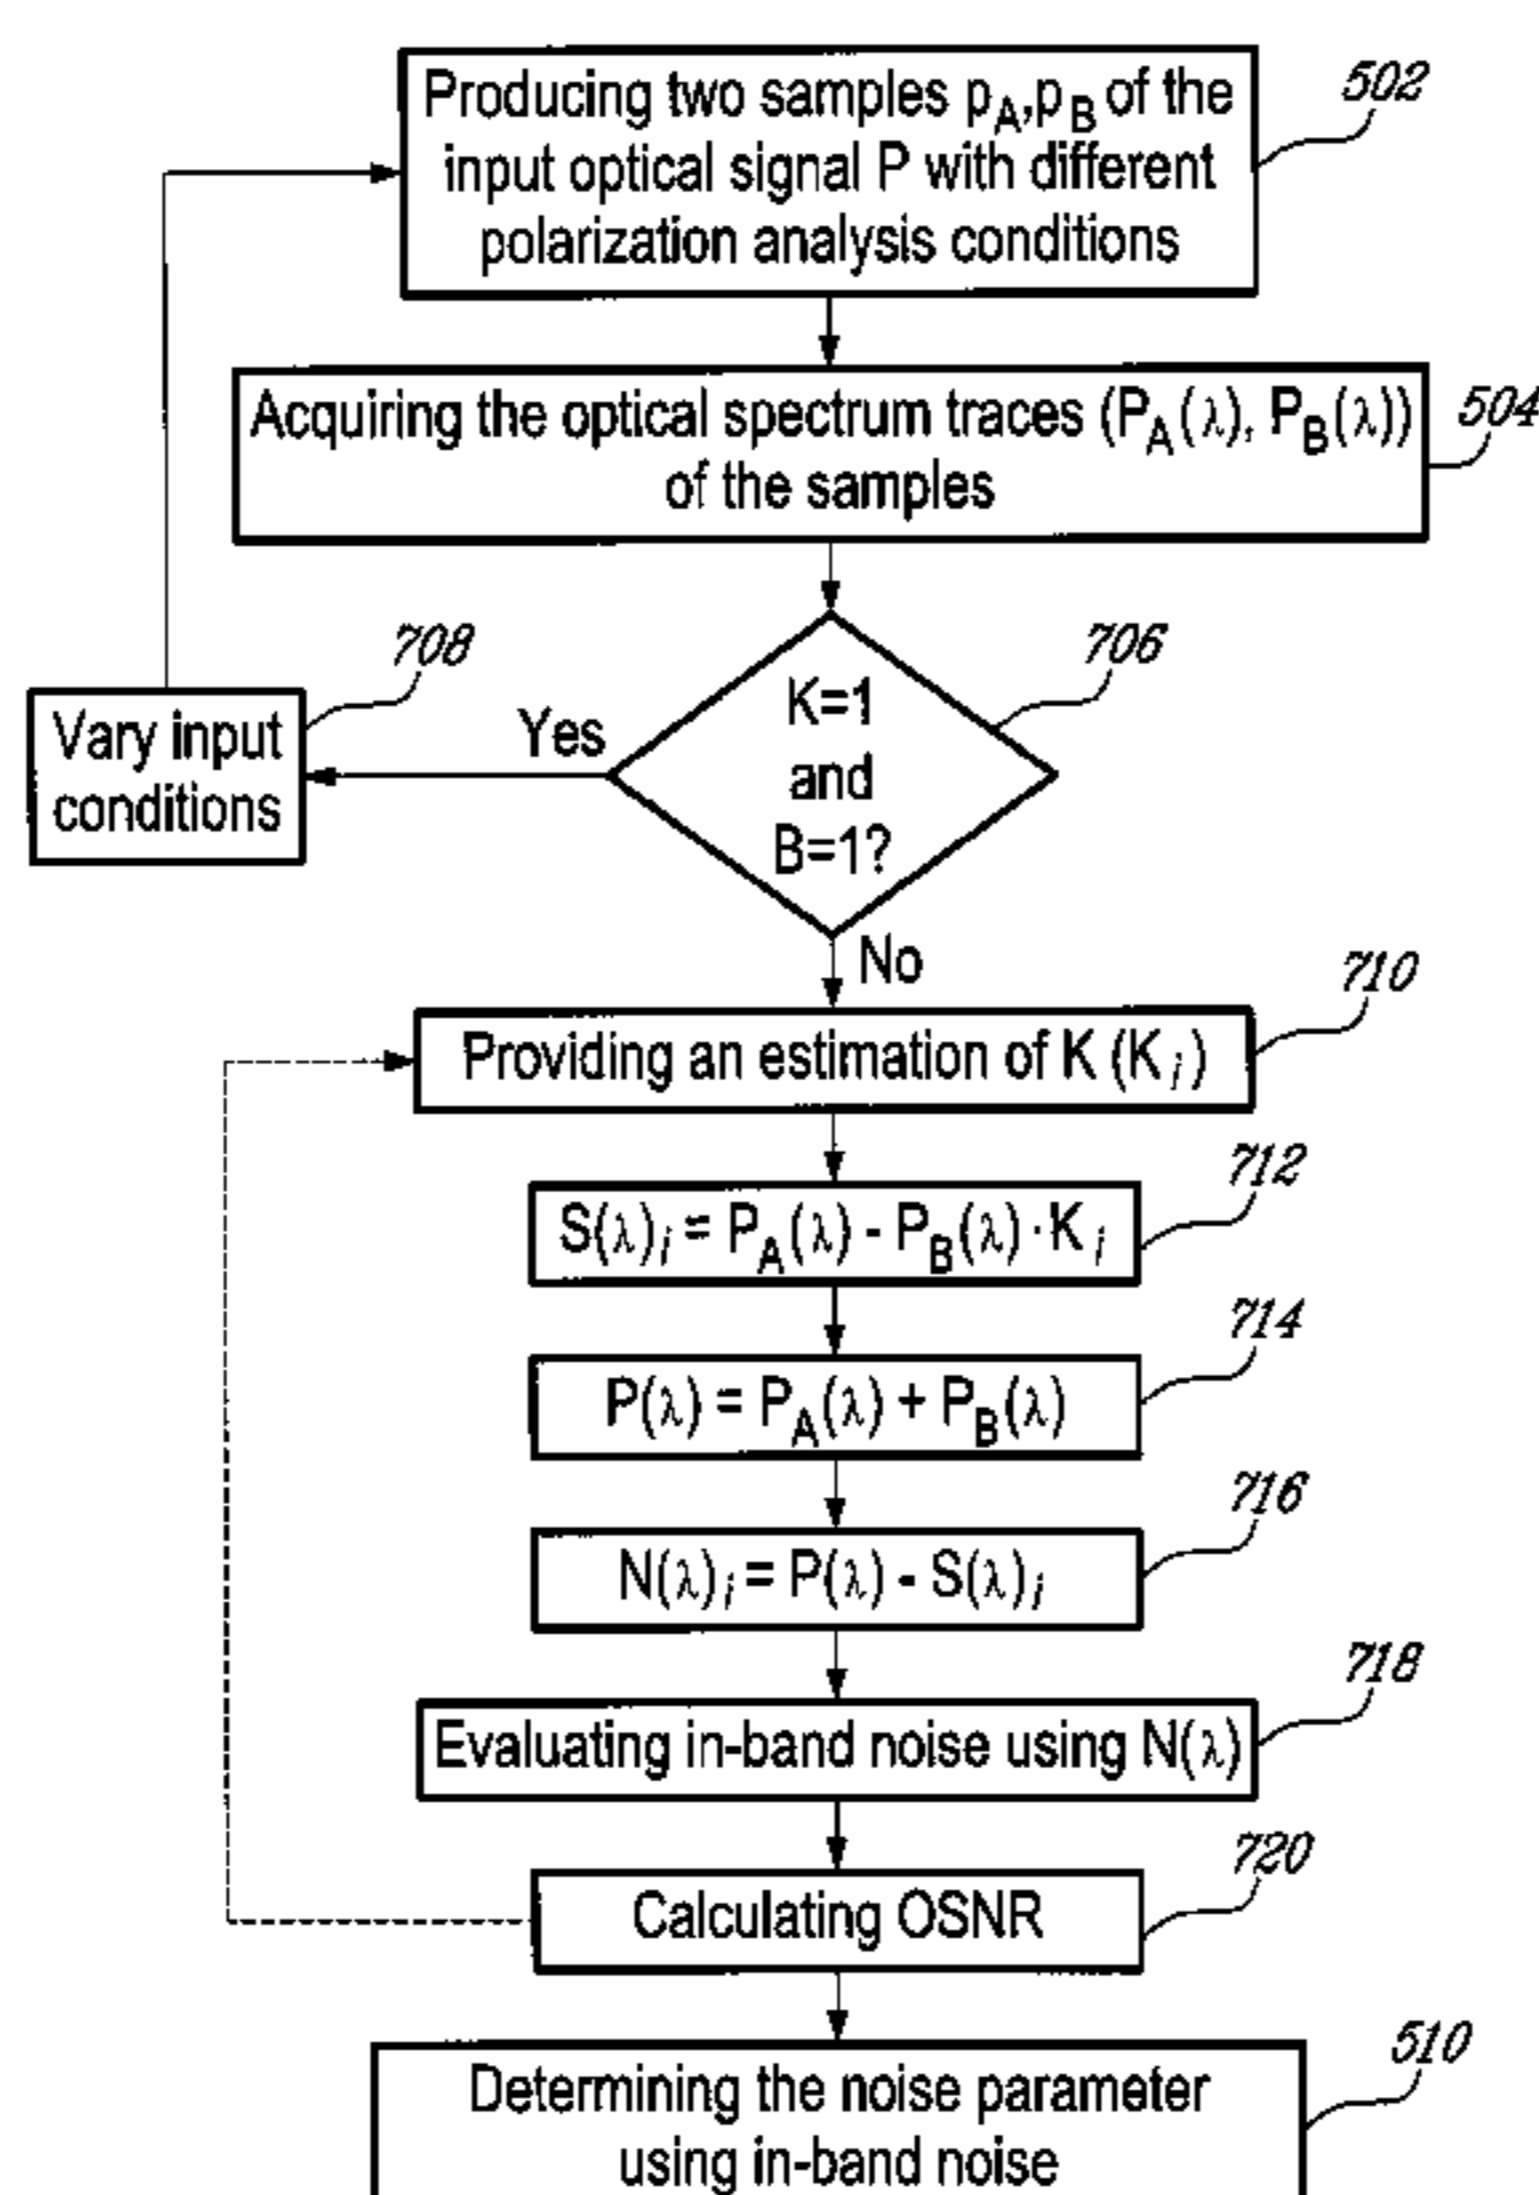 Producing two samples pA,pB of the
input optical signal P with different
polarization analysis conditions
502
Acquiring the optical spectrum traces (PA(λ), PB(λ))
of the samples
504
708
706
Vary input
conditions
Yes
K=1
and
B=1?
No
710
Providing an estimation of K (Ki)
712
S(λ)i = PA(λ) - PB(λ) · Ki
714
P(λ) = PA(λ) + PB(λ)
716
N(λ)i = P(λ) - S(λ)i
718
Evaluating in-band noise using N(λ)
720
Calculating OSNR
510
Determining the noise parameter
using in-band noise